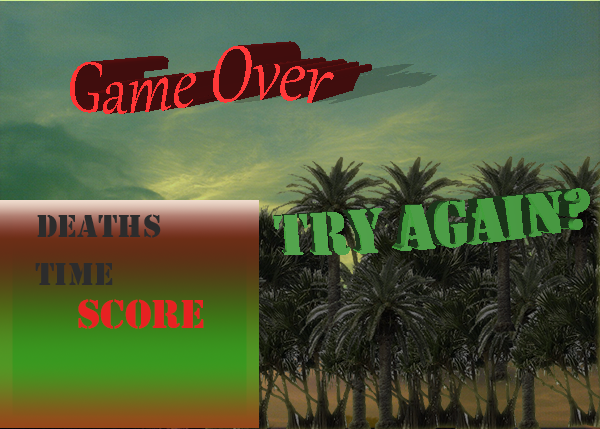 Game Over
TRY AGAIN?
DEATHS
TIME
SCORE